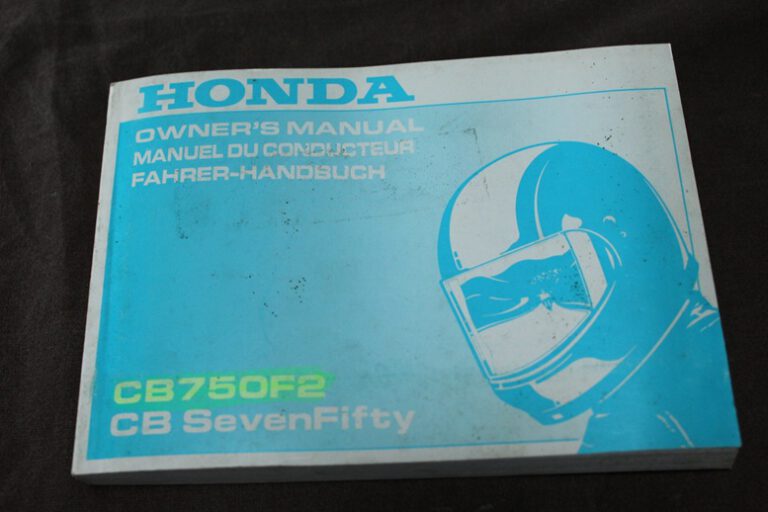 HONDA
OWNER'S MANUAL
MANUEL DU CONDUCTEUR
FAHRER-HANDBUCH
CB750F2
CB SevenFifty